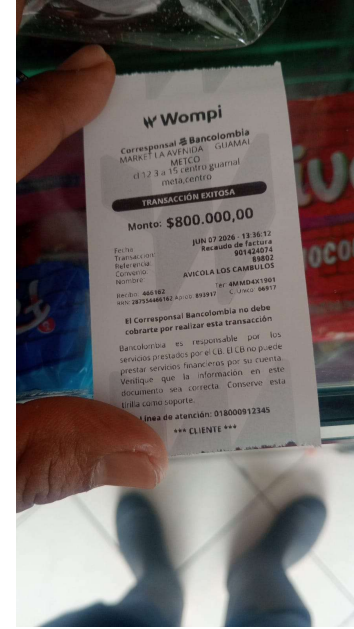 Wompi
Corresponsal Bancolombia
MARKET LA AVENIDA GUAMAL
METCO
cl 12 3 a 15 centro guamal
meta,centro
TRANSACCIÓN EXITOSA
Monto: $800.000,00
Fecha: JUN 07 2026 - 13:36:12
Transacción: Recaudo de factura
Referencia: 901424074
Convenio: 89802
Nombre: AVICOLA LOS CAMBULOS
Recibo: 466162 Ter: 4MMD4X1901
RRN: 287554466162 Aprob: 893917 C. Único: 06917
El Corresponsal Bancolombia no debe
cobrarte por realizar esta transacción
Bancolombia es responsable por los
servicios prestados por el CB. El CB no puede
prestar servicios financieros por su cuenta.
Verifique que la información en este
documento sea correcta. Conserve esta
tirilla como soporte.
Línea de atención: 018000912345
*** CLIENTE ***